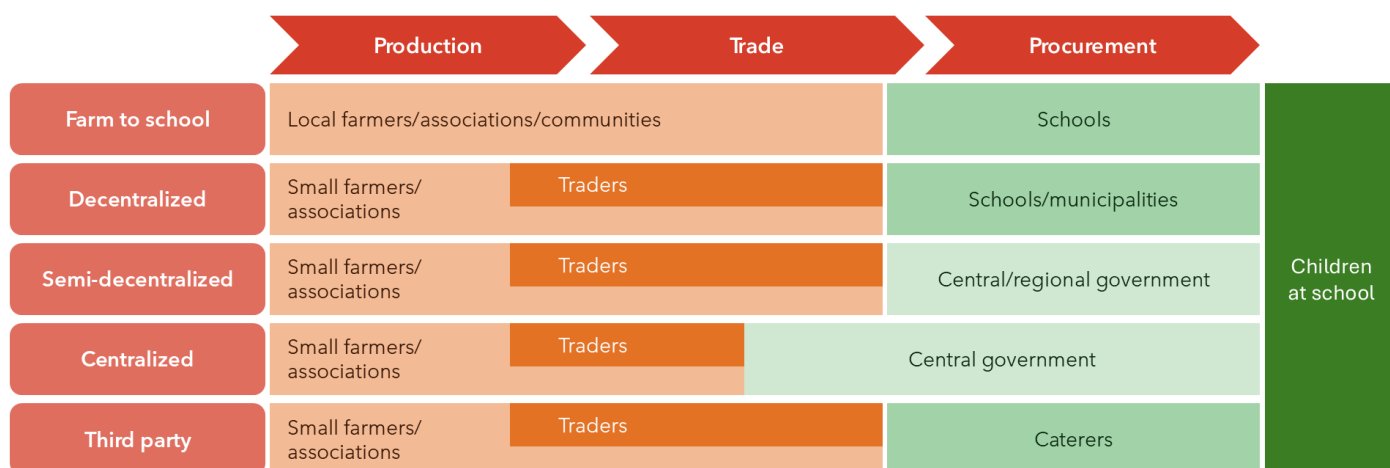 Production
Trade
Procurement
Farm to school
Local farmers/associations/communities
Schools
Decentralized
Small farmers/
associations
Traders
Schools/municipalities
Semi-decentralized
Small farmers/
associations
Traders
Central/regional government
Children
at school
Centralized
Small farmers/
associations
Traders
Central government
Third party
Small farmers/
associations
Traders
Caterers